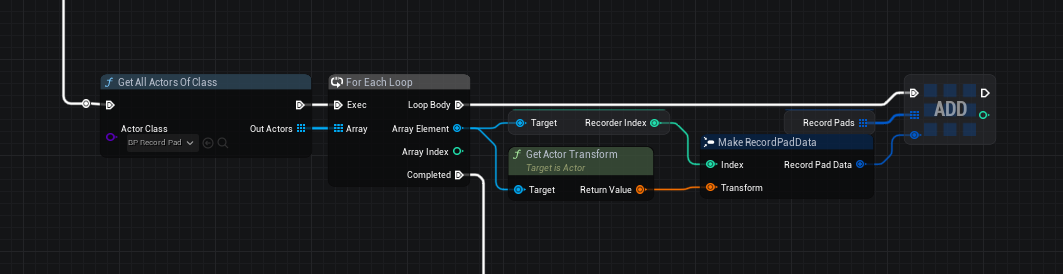 Get All Actors Of Class
Actor Class
BP Record Pad
Out Actors
For Each Loop
Exec
Loop Body
Array
Array Element
Array Index
Completed
Target
Recorder Index
Get Actor Transform
Target is Actor
Target
Return Value
Record Pads
Make RecordPadData
Index
Record Pad Data
Transform
ADD